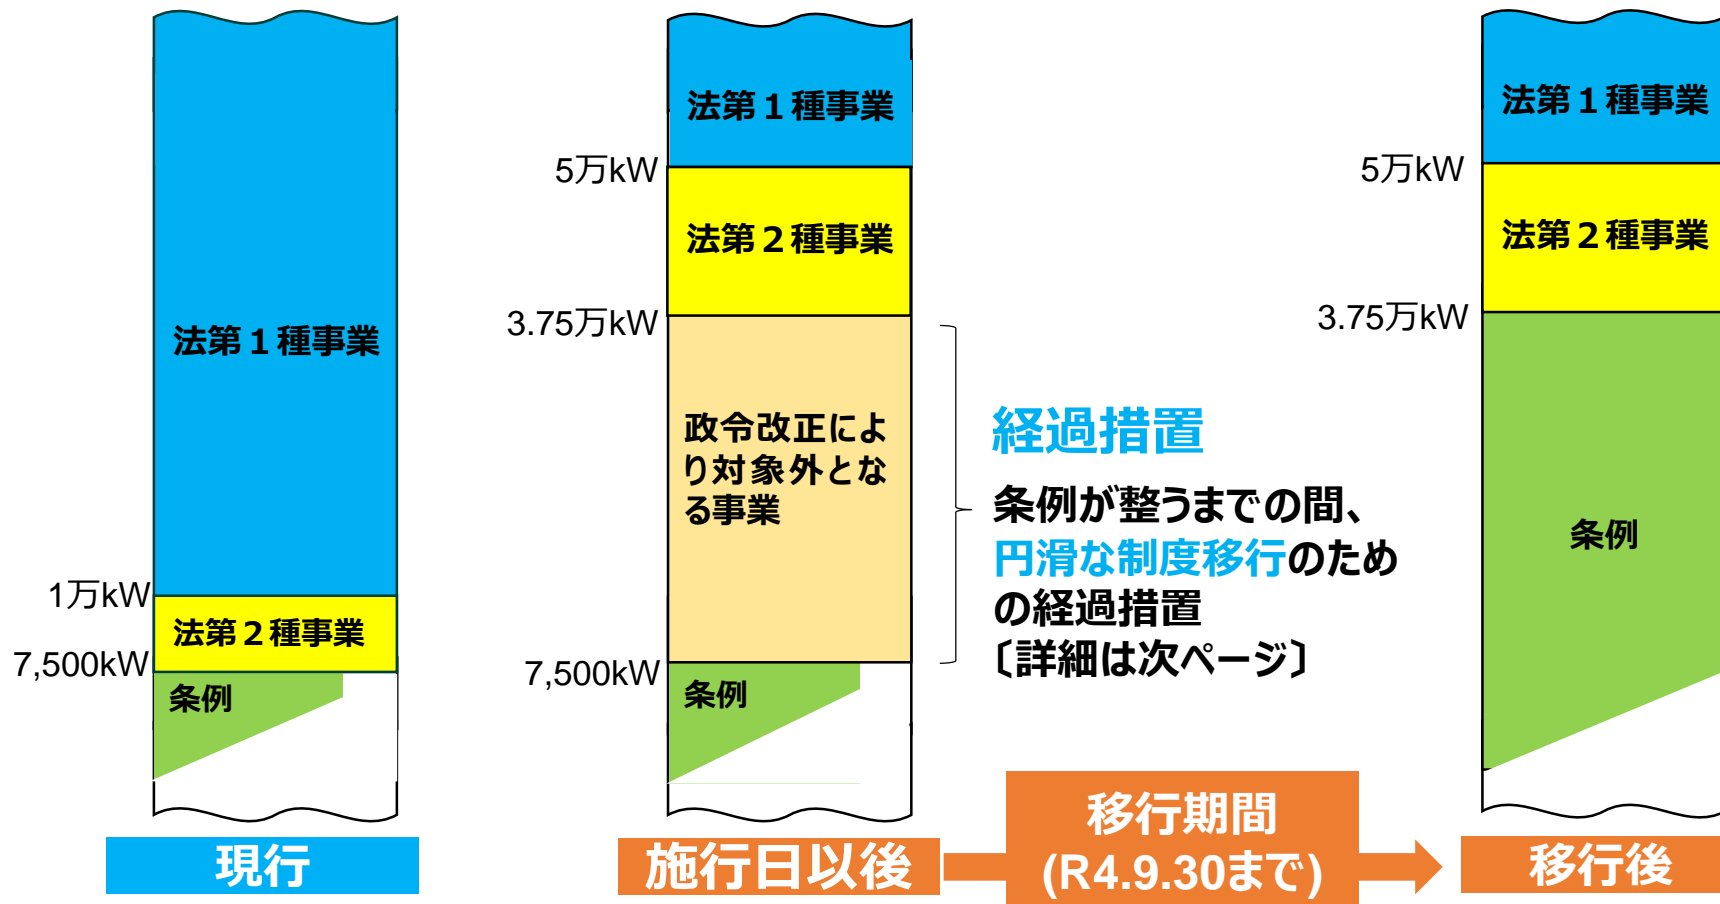 法第１種事業
1万kW
法第２種事業
7,500kW
条例
現行
法第１種事業
5万kW
法第２種事業
3.75万kW
政令改正によ
り対象外とな
る事業
7,500kW
条例
施行日以後
経過措置
条例が整うまでの間、
円滑な制度移行のため
の経過措置
〔詳細は次ページ〕
移行期間
(R4.9.30まで)
法第１種事業
5万kW
法第２種事業
3.75万kW
条例
移行後